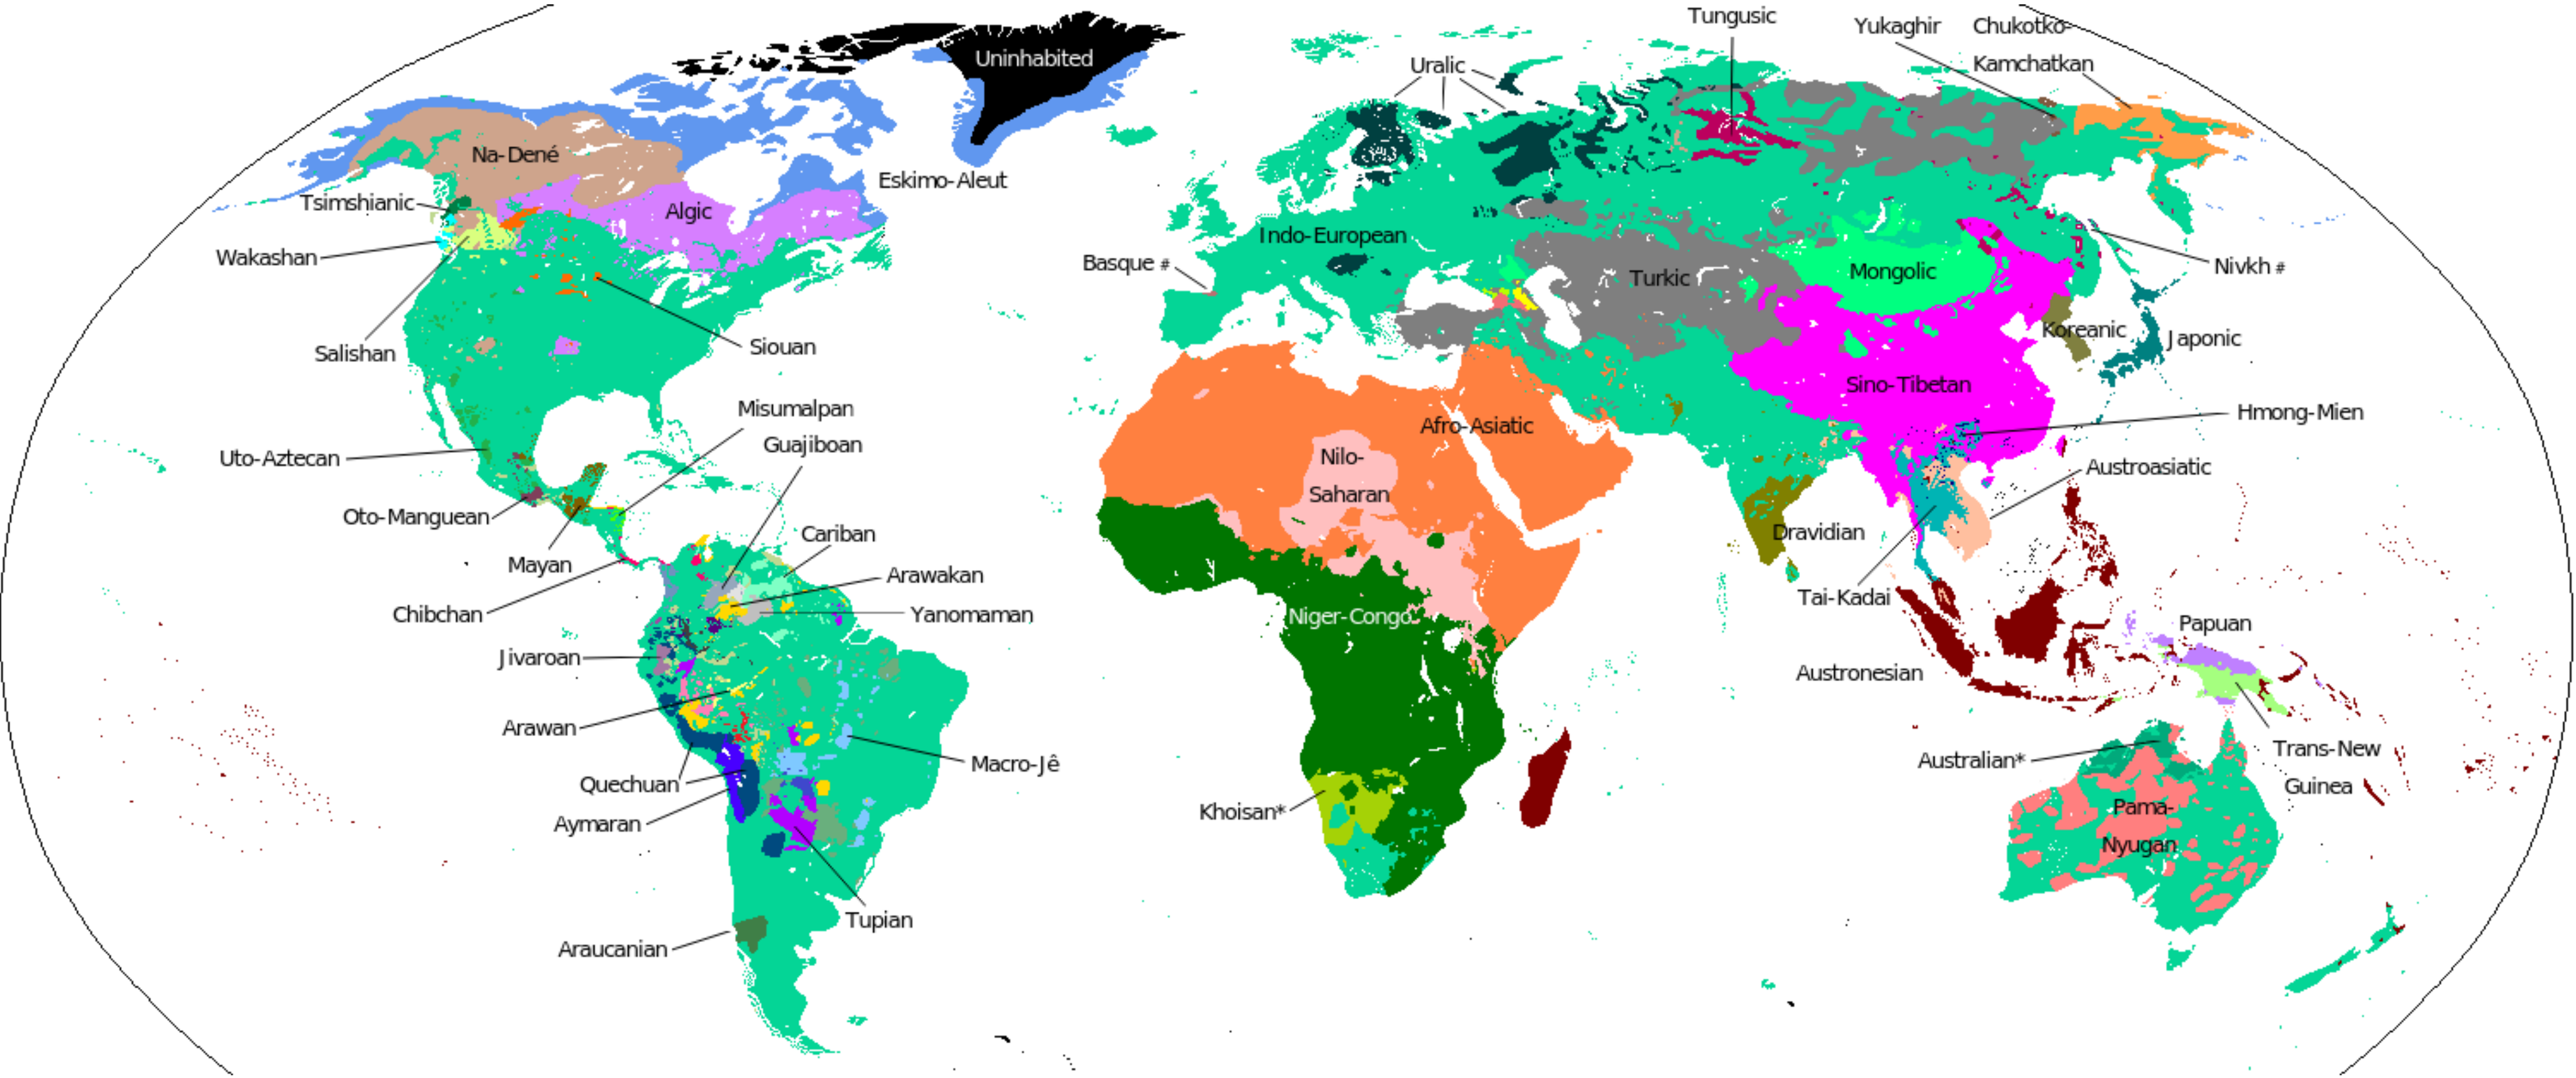 Tungusic
Yukaghir
Chukotko-
Kamchatkan
Uninhabited
Uralic
Na-Dené
Eskimo-Aleut
Tsimshianic
Algic
Wakashan
Indo-European
Basque #
Turkic
Mongolic
Nivkh #
Salishan
Siouan
Koreanic
Japonic
Sino-Tibetan
Misumalpan
Hmong-Mien
Guajiboan
Afro-Asiatic
Uto-Aztecan
Nilo-
Saharan
Austroasiatic
Oto-Manguean
Cariban
Dravidian
Mayan
Arawakan
Tai-Kadai
Chibchan
Yanomaman
Niger-Congo
Papuan
Jivaroan
Austronesian
Arawan
Trans-New
Guinea
Australian*
Macro-Jê
Quechuan
Pama-
Nyugan
Khoisan*
Aymaran
Tupian
Araucanian